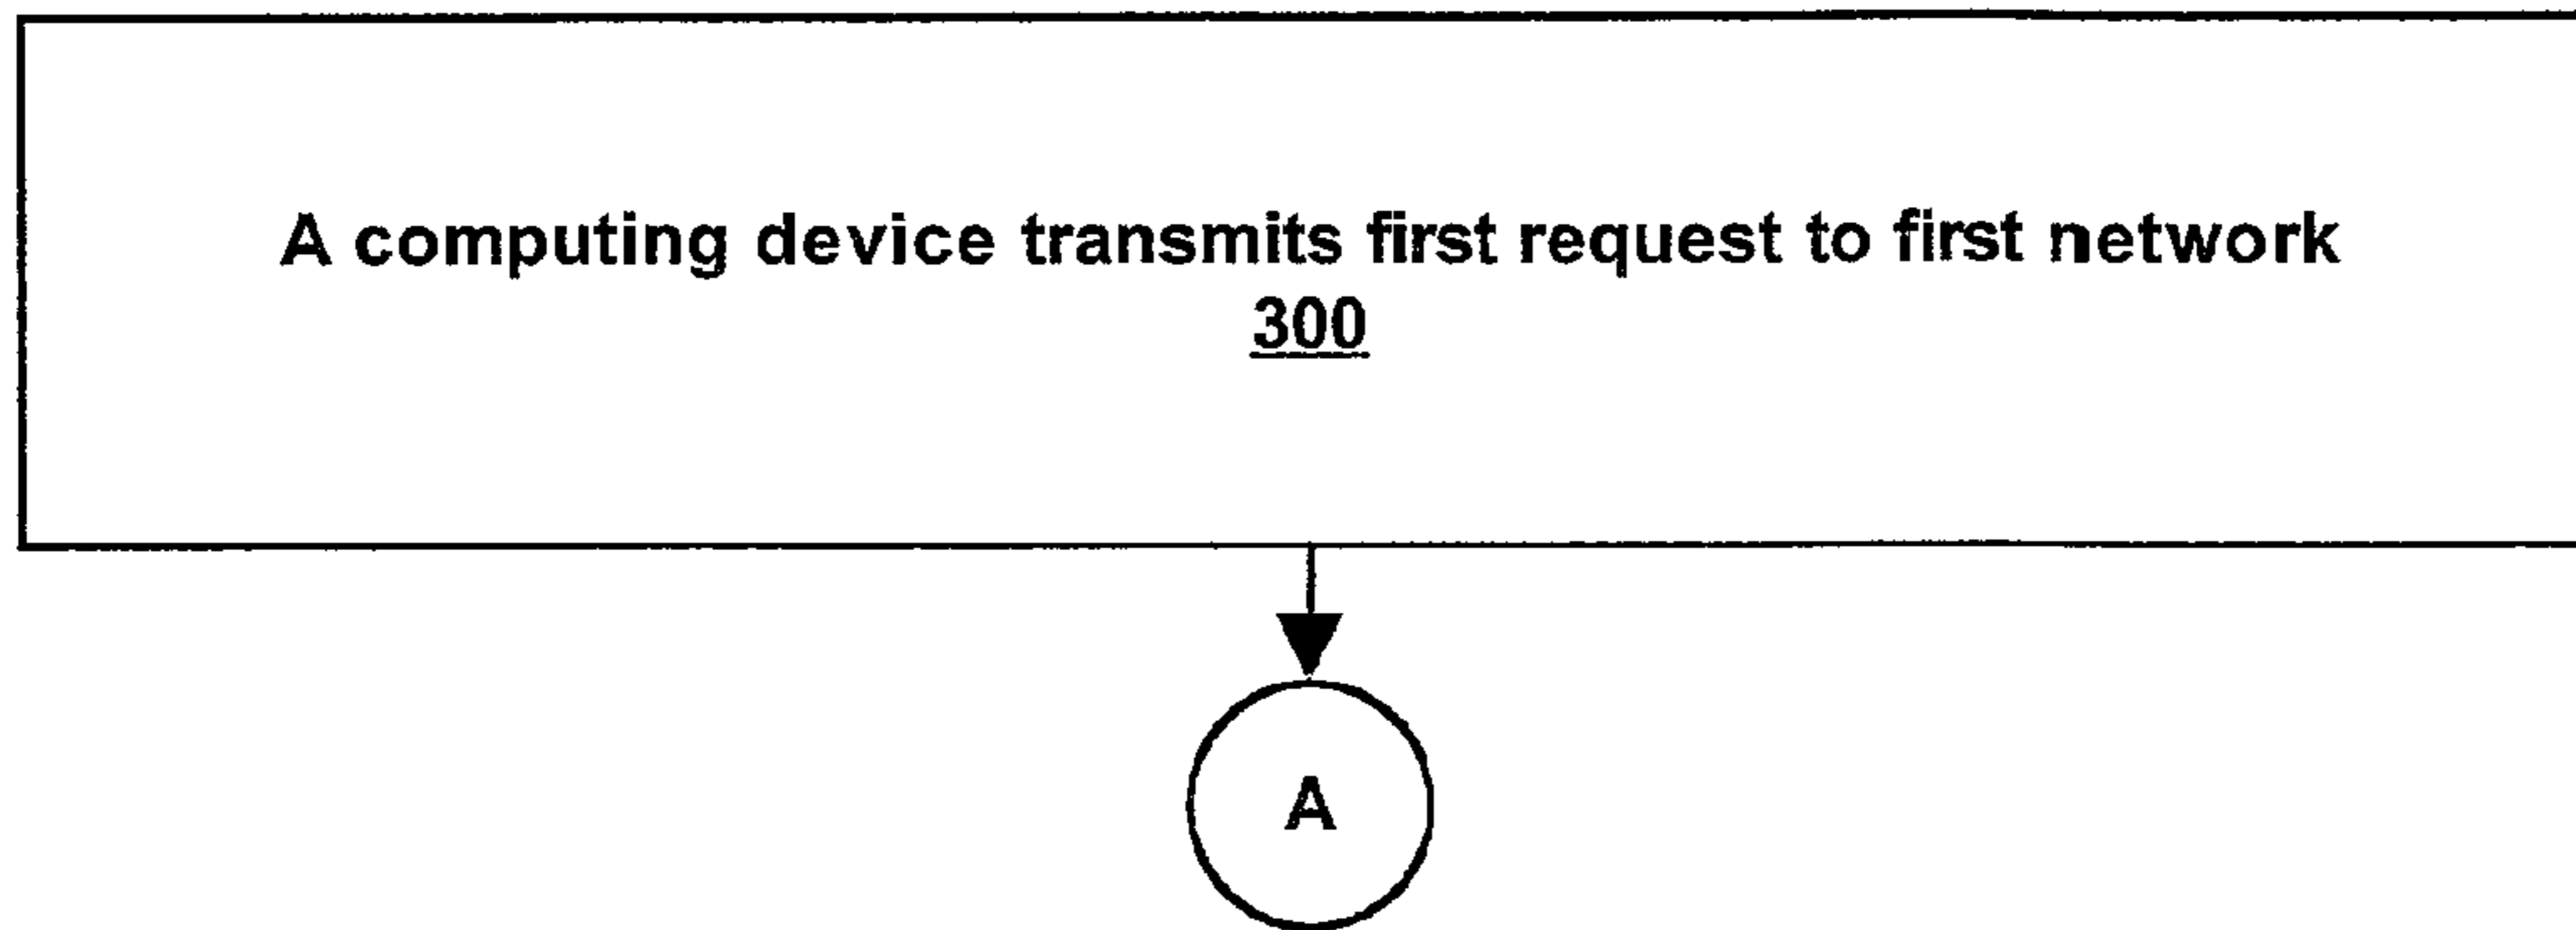 A computing device transmits first request to first network
300
A